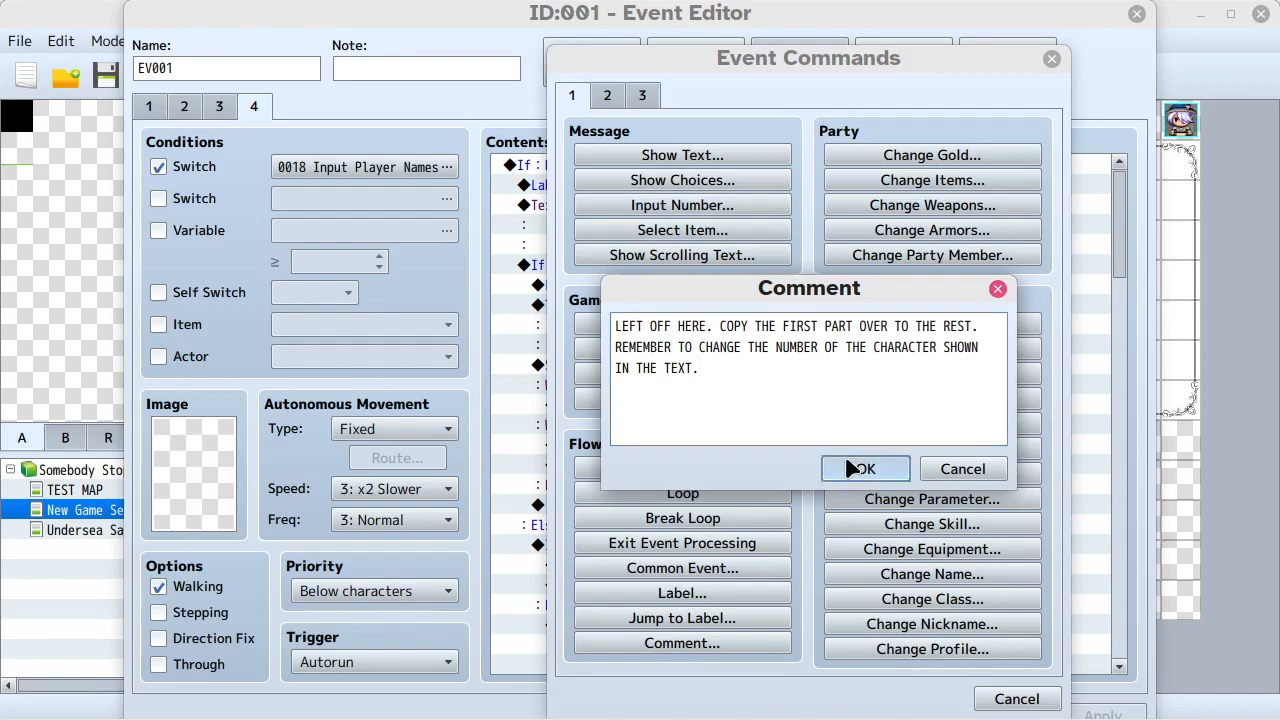 ID:001 - Event Editor
File Edit Mode
Name:
Note:
EV001
1 2 3 4
Conditions
Switch 0018 Input Player Names...
Switch ...
Variable ...
≥
Self Switch
Item
Actor
Image
Autonomous Movement
Type: Fixed
Route...
Speed: 3: x2 Slower
Freq: 3: Normal
Options
Walking
Stepping
Direction Fix
Through
Priority
Below characters
Trigger
Autorun
A B R
Somebody Sto
TEST MAP
New Game Se
Undersea Sa
Contents
◆If :
◆Lab
◆Te
:
:
◆If
: El
Event Commands
1 2 3
Message
Show Text...
Show Choices...
Input Number...
Select Item...
Show Scrolling Text...
Party
Change Gold...
Change Items...
Change Weapons...
Change Armors...
Change Party Member...
Game
Flow
Loop
Break Loop
Exit Event Processing
Common Event...
Label...
Jump to Label...
Comment...
Change Parameter...
Change Skill...
Change Equipment...
Change Name...
Change Class...
Change Nickname...
Change Profile...
Cancel
Apply
Comment
LEFT OFF HERE. COPY THE FIRST PART OVER TO THE REST.
REMEMBER TO CHANGE THE NUMBER OF THE CHARACTER SHOWN
IN THE TEXT.
OK
Cancel